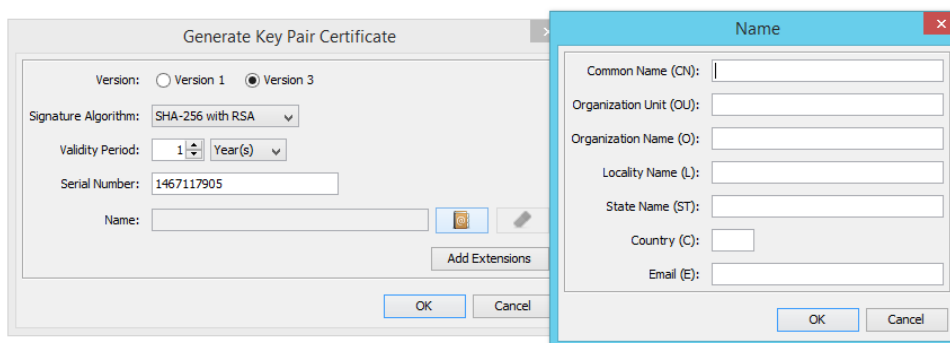 Generate Key Pair Certificate
Version: Version 1 Version 3
Signature Algorithm: SHA-256 with RSA
Validity Period: 1 Year(s)
Serial Number: 1467117905
Name:
Add Extensions
OK Cancel
Name
Common Name (CN):
Organization Unit (OU):
Organization Name (O):
Locality Name (L):
State Name (ST):
Country (C):
Email (E):
OK Cancel